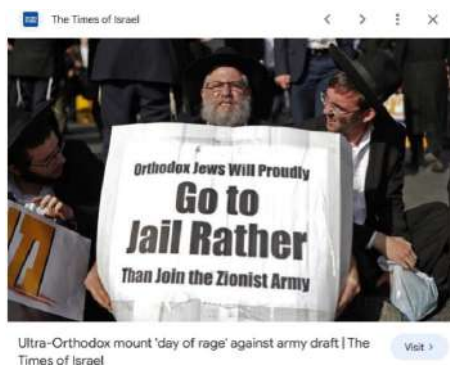 The Times of Israel
Orthodox Jews Will Proudly
Go to
Jail Rather
Than Join the Zionist Army
Ultra-Orthodox mount 'day of rage' against army draft | The
Times of Israel
Visit